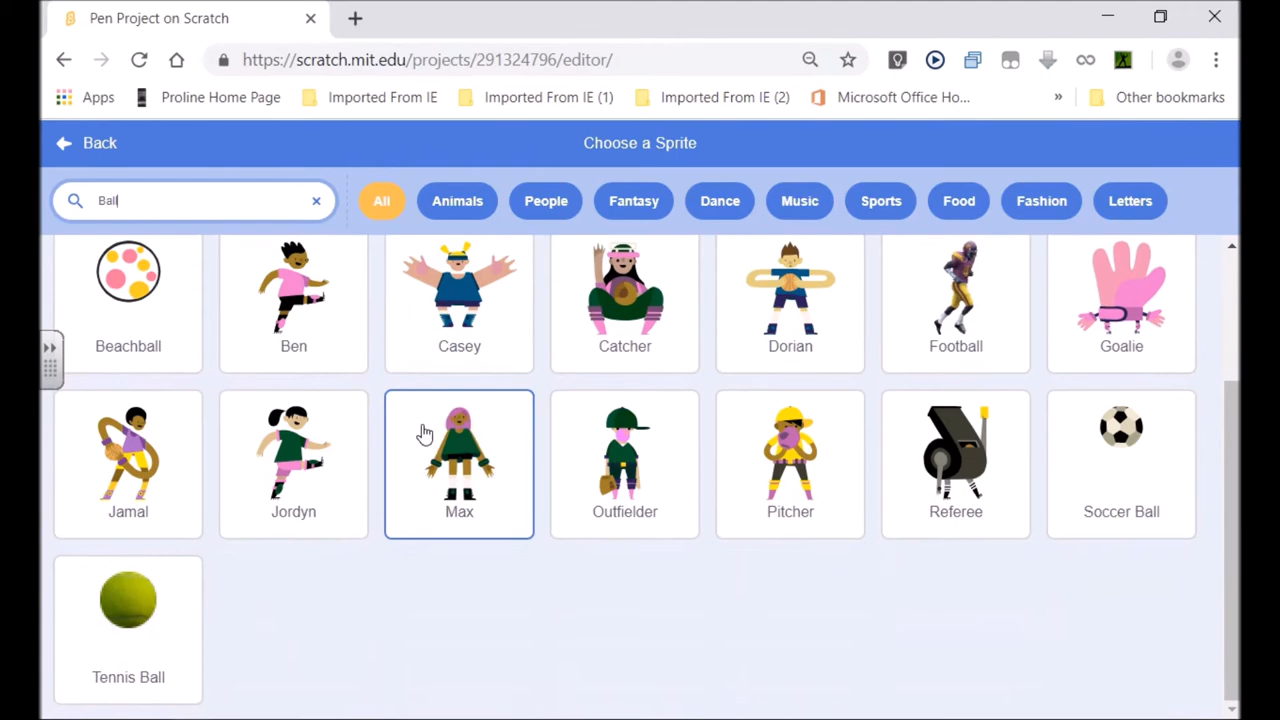 Pen Project on Scratch
https://scratch.mit.edu/projects/291324796/editor/
Apps Proline Home Page Imported From IE Imported From IE (1) Imported From IE (2) Microsoft Office Ho... » Other bookmarks
Back Choose a Sprite
Ball All Animals People Fantasy Dance Music Sports Food Fashion Letters
Beachball Ben Casey Catcher Dorian Football Goalie
Jamal Jordyn Max Outfielder Pitcher Referee Soccer Ball
Tennis Ball